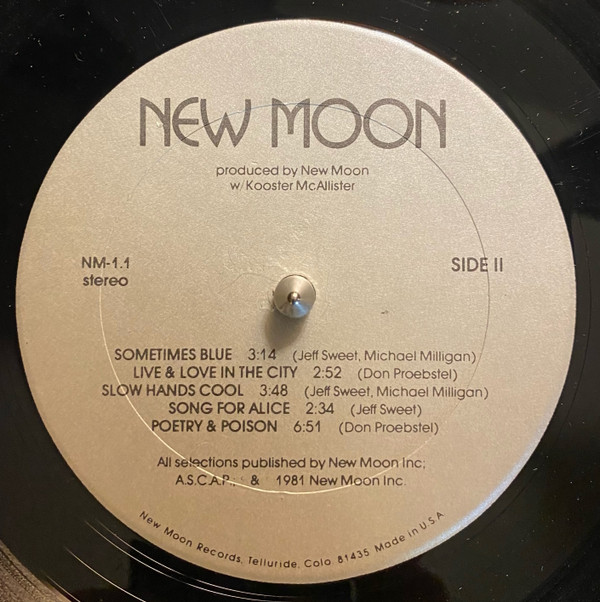 NEW MOON
produced by New Moon
w/Kooster McAllister
NM-1.1
stereo
SIDE II
SOMETIMES BLUE 3:14 (Jeff Sweet, Michael Milligan)
LIVE & LOVE IN THE CITY 2:52 (Don Proebstel)
SLOW HANDS COOL 3:48 (Jeff Sweet, Michael Milligan)
SONG FOR ALICE 2:34 (Jeff Sweet)
POETRY & POISON 6:51 (Don Proebstel)
All selections published by New Moon Inc.
A.S.C.A.P. & 1981 New Moon Inc.
New Moon Records, Telluride, Colo. 81435 Made in U.S.A.